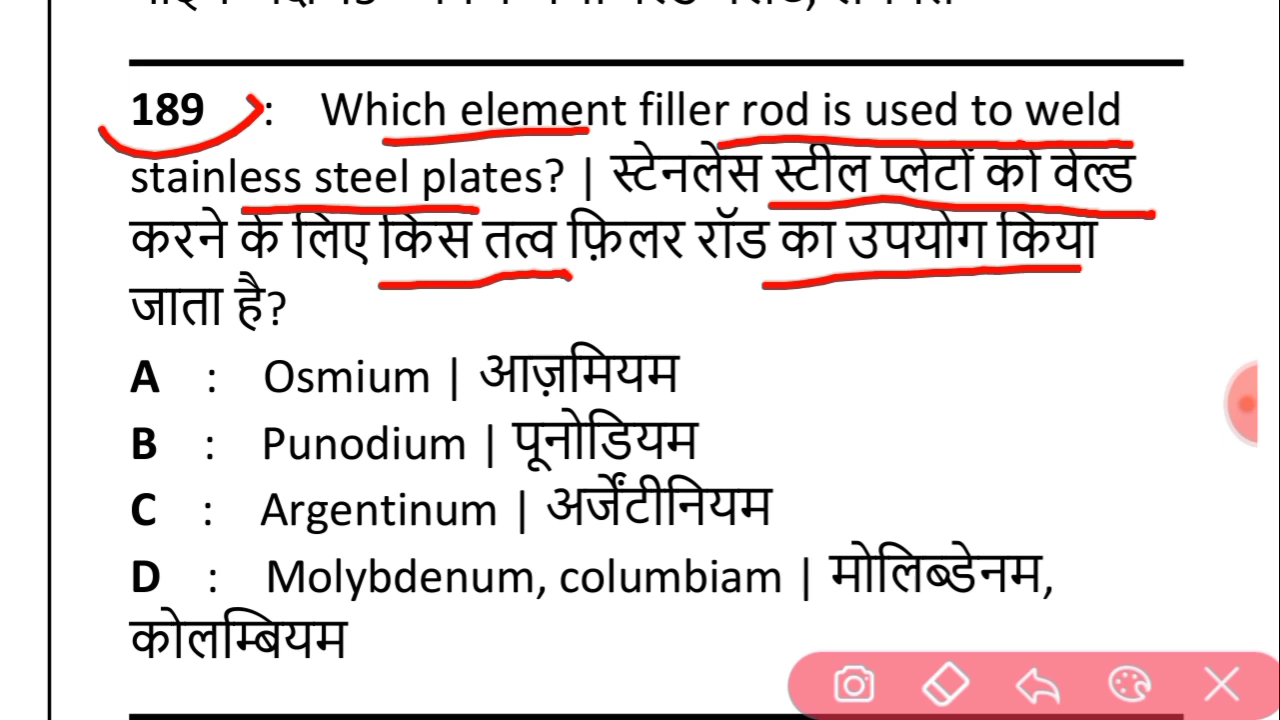 189 : Which element filler rod is used to weld
stainless steel plates? | स्टेनलेस स्टील प्लेटों को वेल्ड
करने के लिए किस तत्व फ़िलर रॉड का उपयोग किया
जाता है?
A : Osmium | आज़मियम
B : Punodium | पूनोडियम
C : Argentinum | अर्जेंटीनियम
D : Molybdenum, columbiam | मोलिब्डेनम,
कोलम्बियम